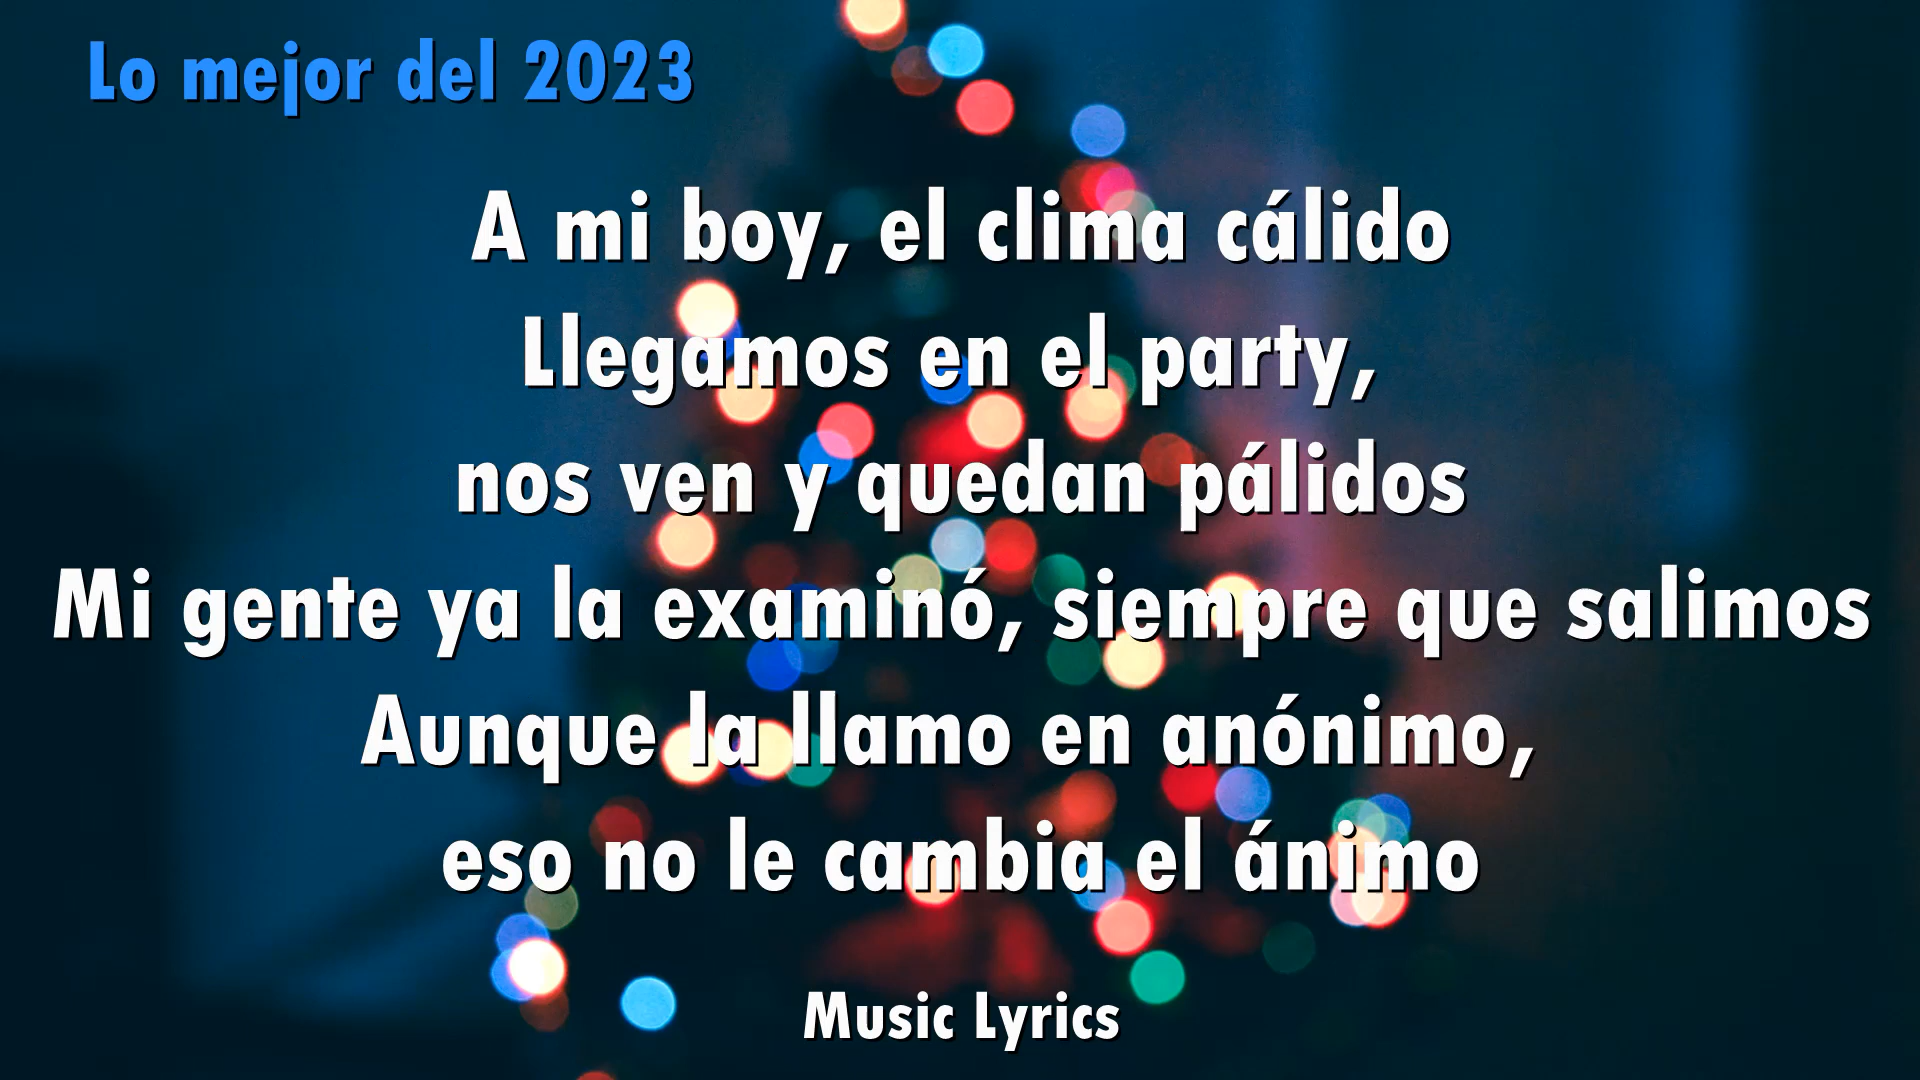 Lo mejor del 2023
A mi boy, el clima cálido
Llegamos en el party,
nos ven y quedan pálidos
Mi gente ya la examinó, siempre que salimos
Aunque la llamo en anónimo,
eso no le cambia el ánimo
Music Lyrics